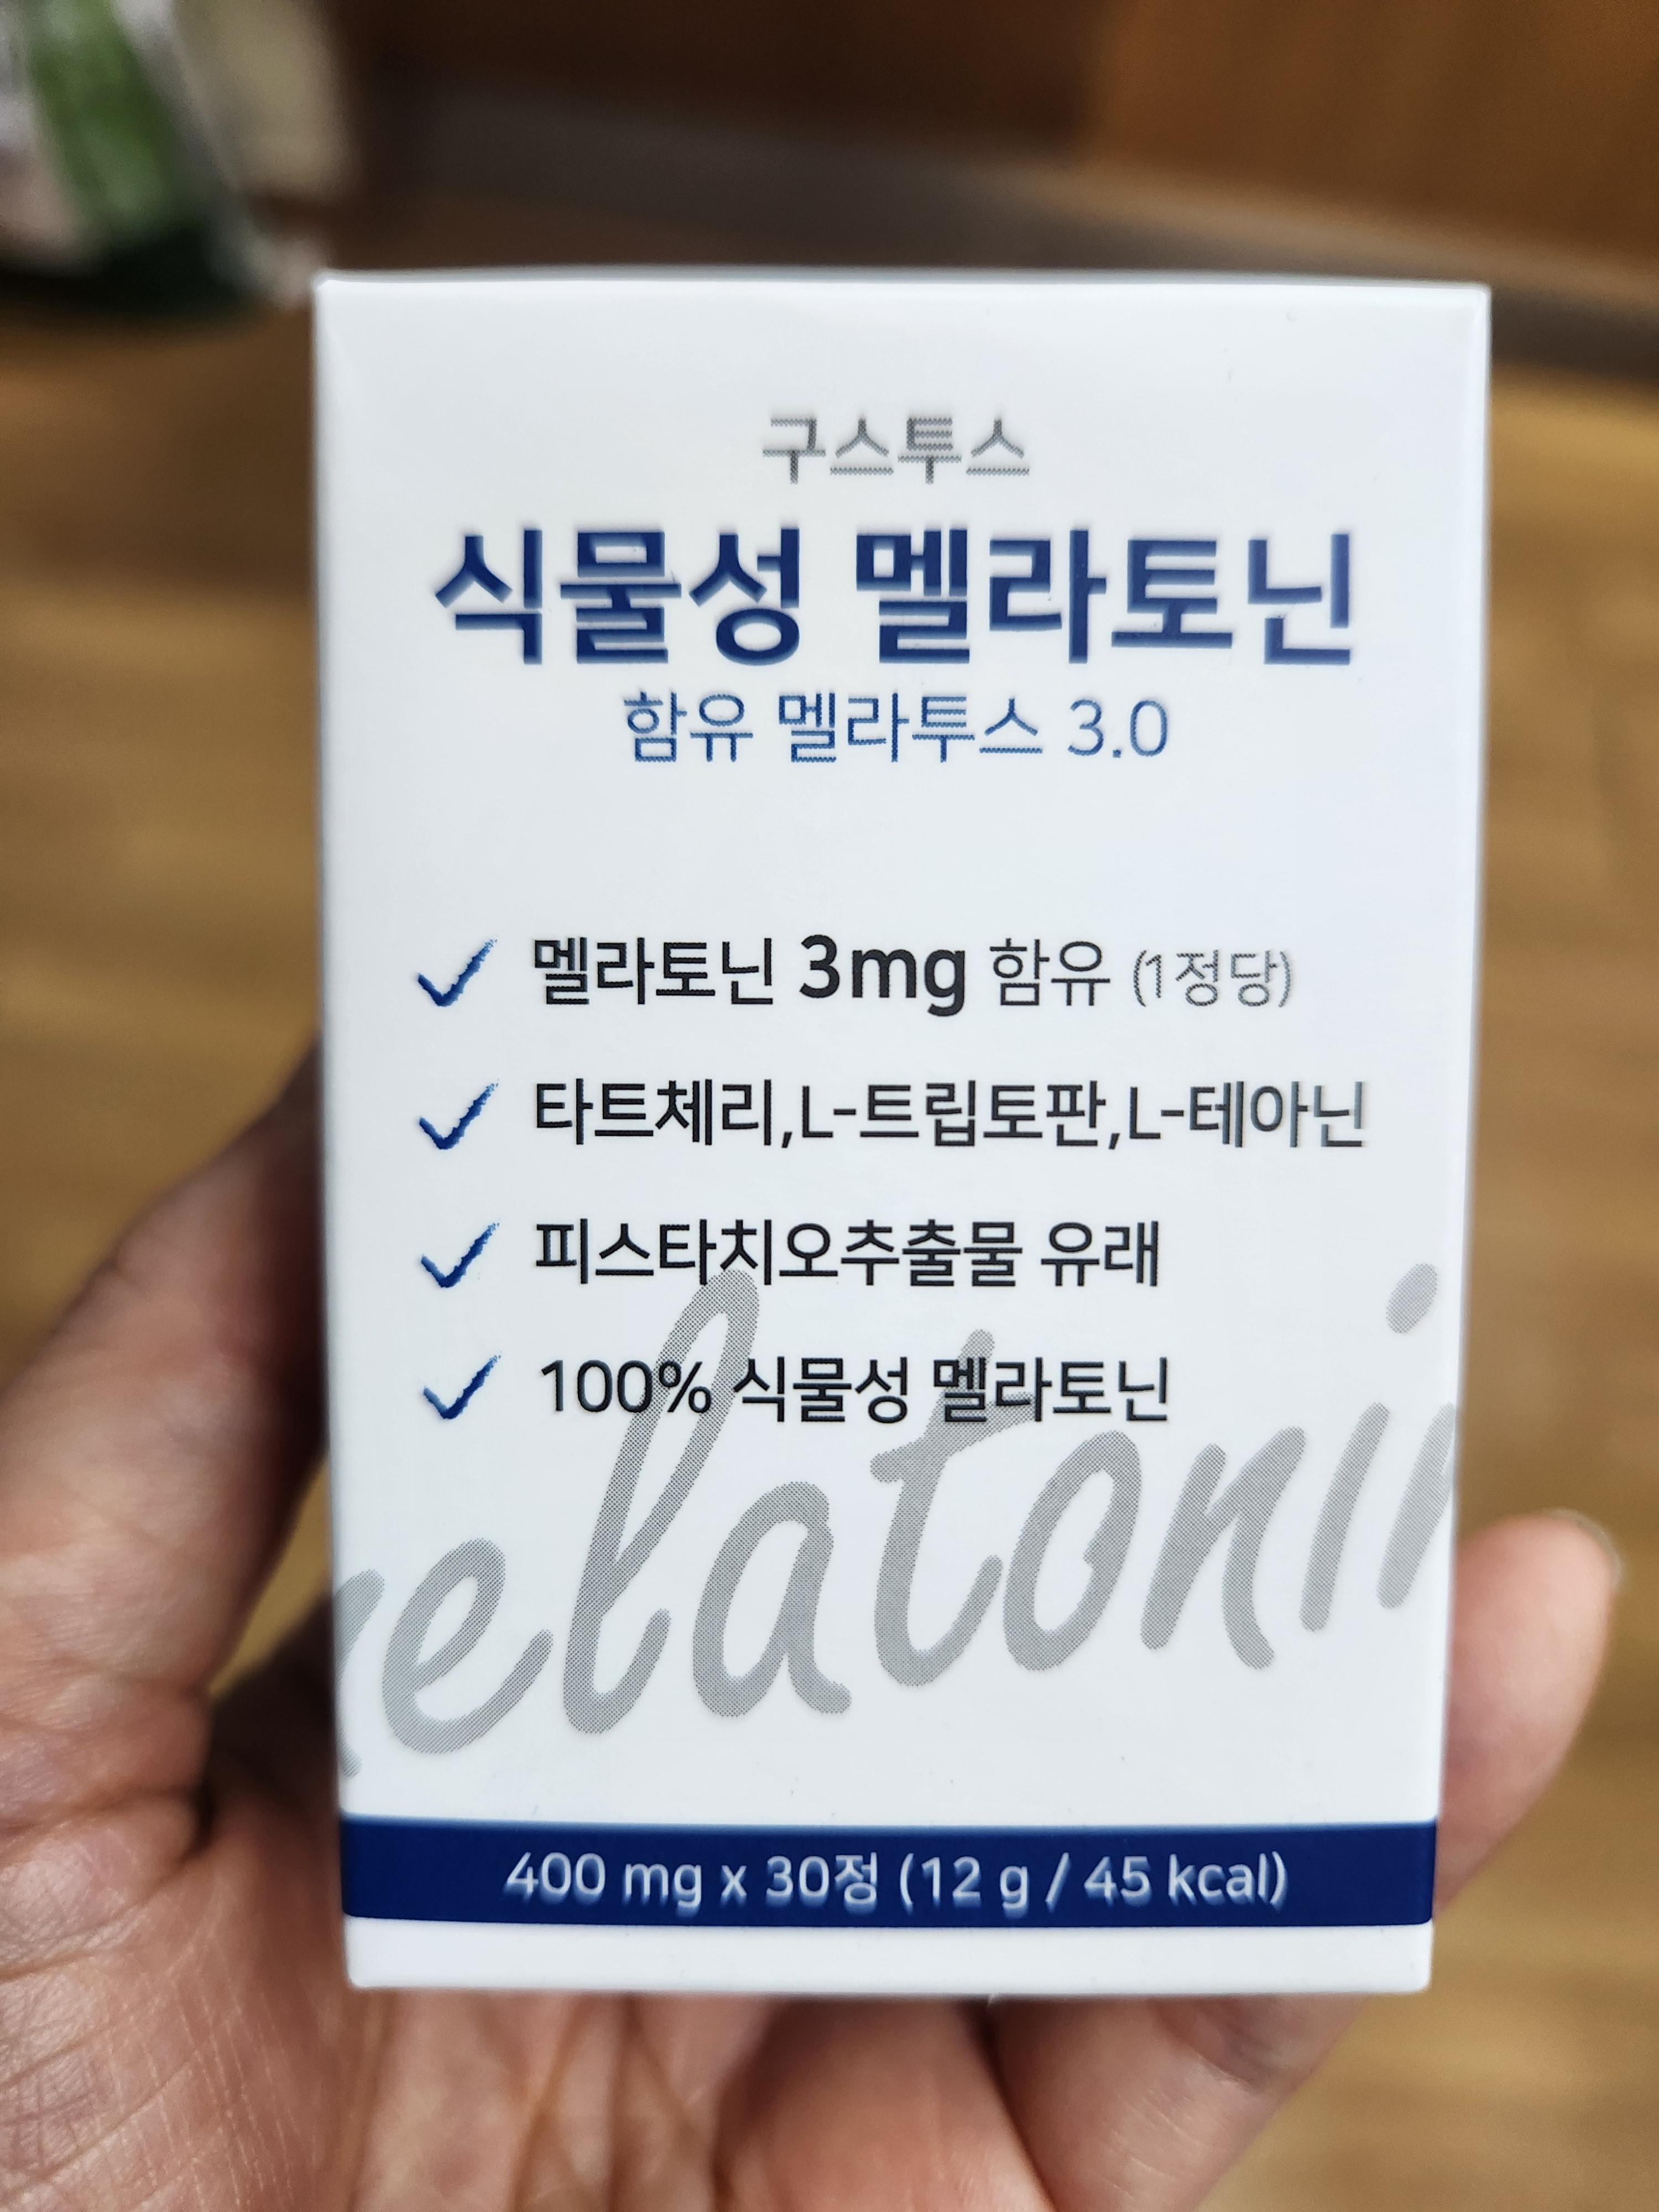 구스투스
식물성 멜라토닌
함유 멜라투스 3.0
멜라토닌 3mg 함유 (1정당)
타트체리,L-트립토판,L-테아닌
피스타치오추출물 유래
100% 식물성 멜라토닌
melatonin
400 mg x 30정 (12 g / 45 kcal)